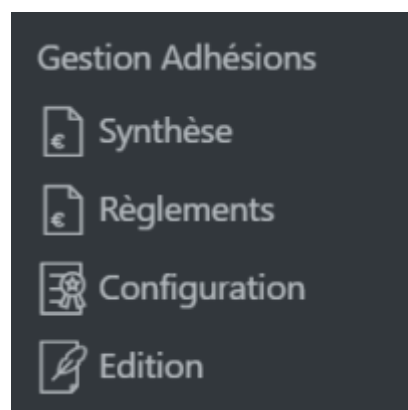 Gestion Adhésions
€ Synthèse
€ Règlements
Configuration
Edition